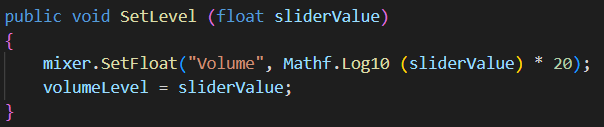 public void SetLevel (float sliderValue)
{
    mixer.SetFloat("Volume", Mathf.Log10 (sliderValue) * 20);
    volumeLevel = sliderValue;
}